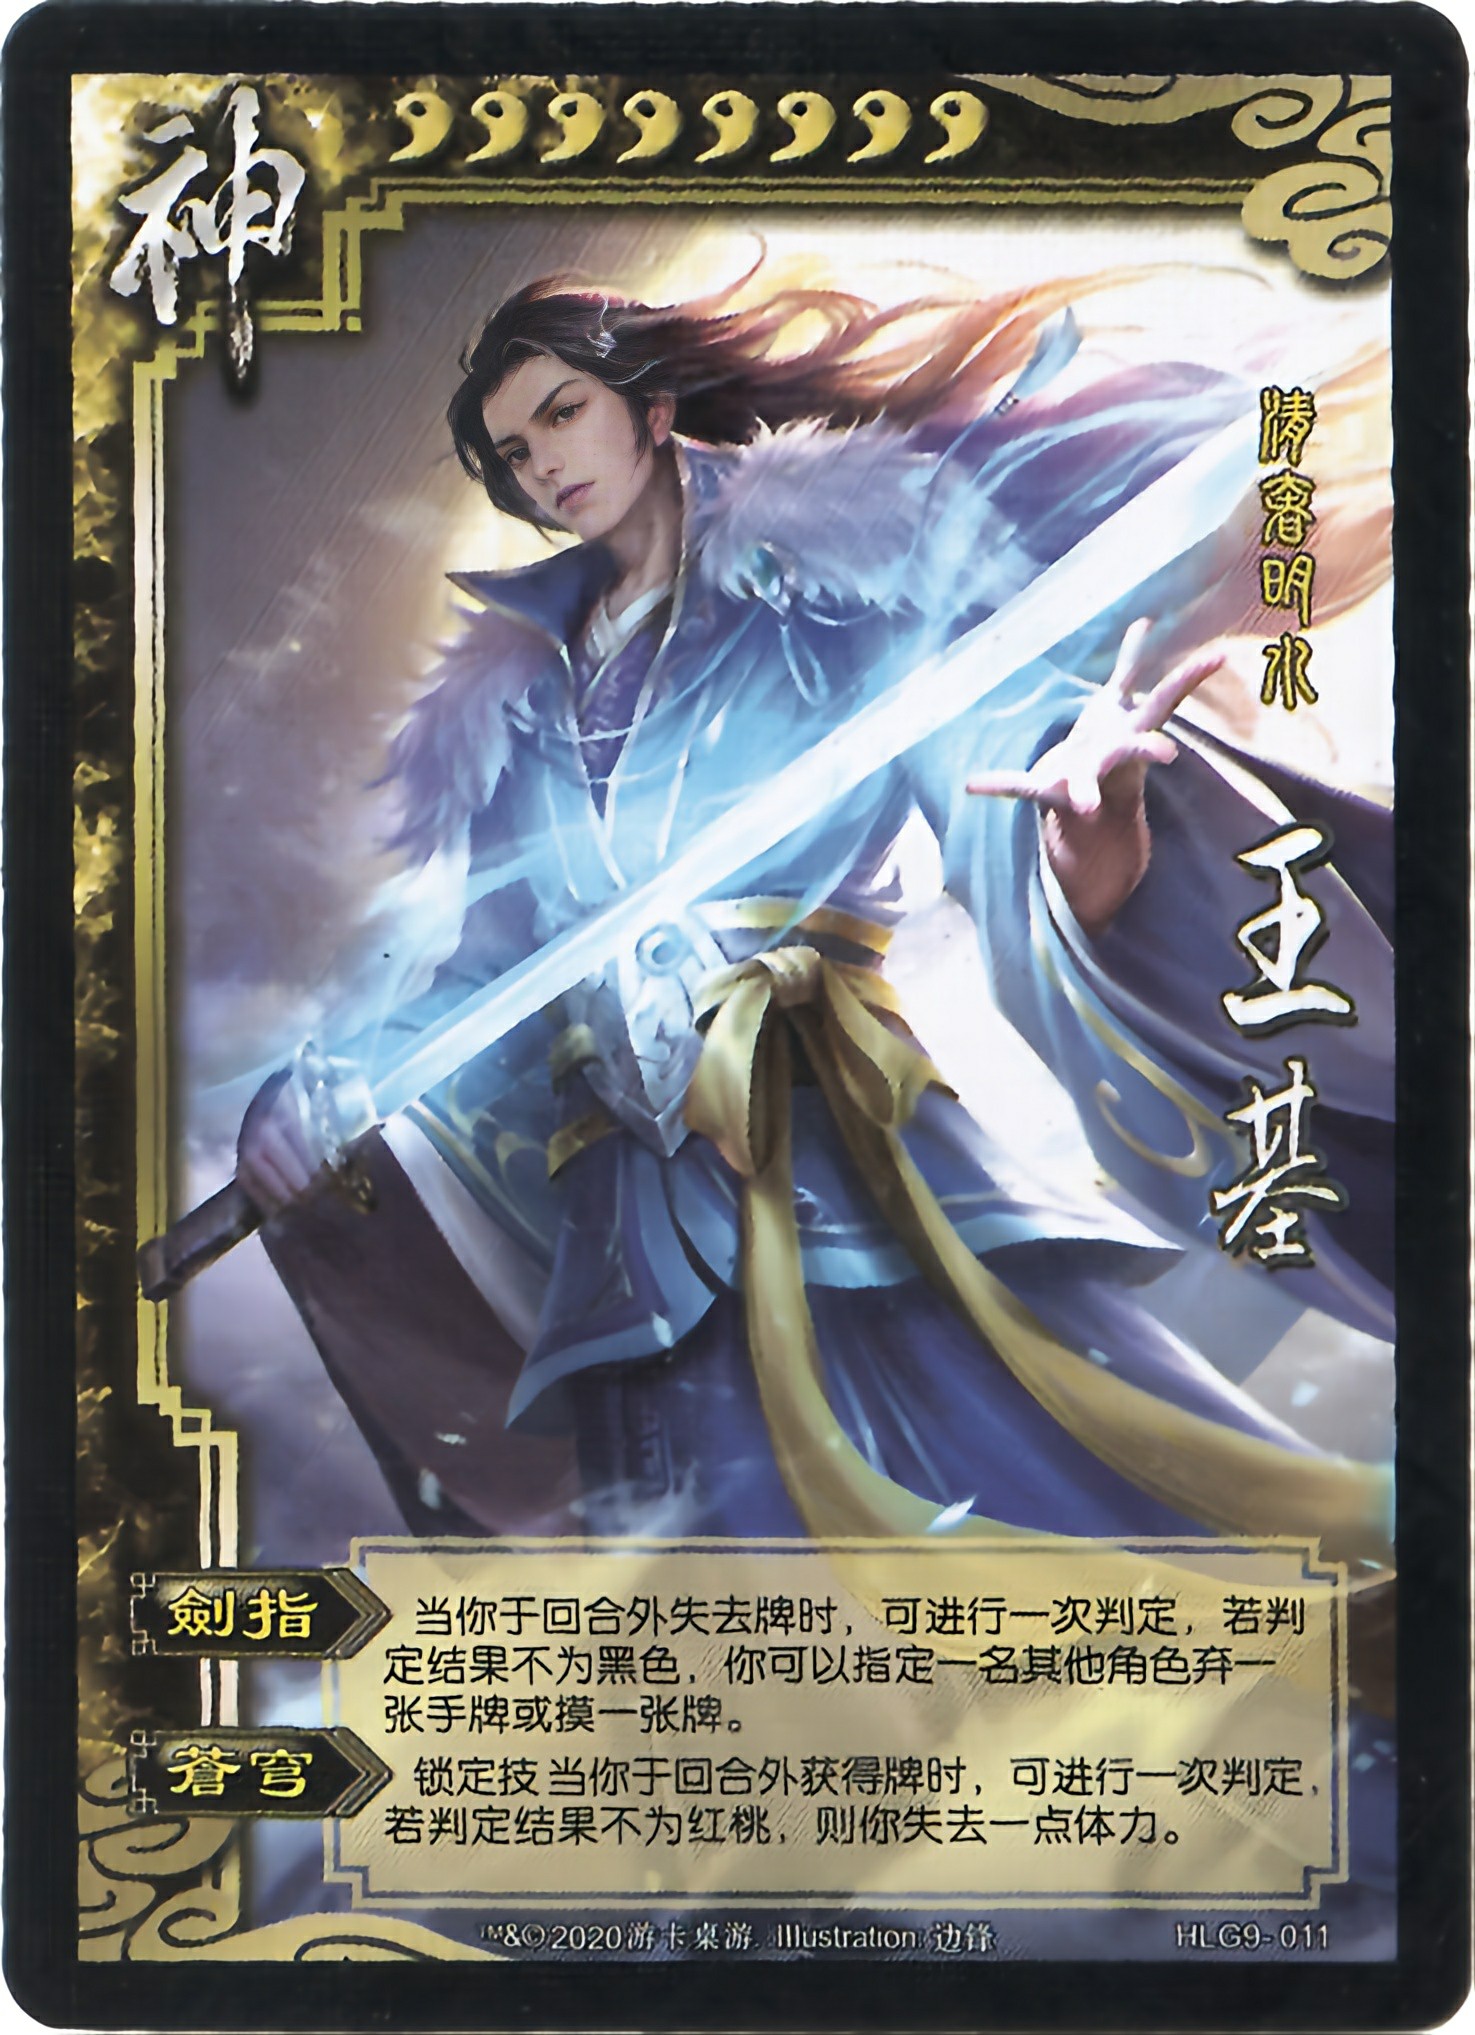 神
清奢明水
王基
劍指
当你于回合外失去牌时，可进行一次判定，若判
定结果不为黑色，你可以指定一名其他角色弃一
张手牌或摸一张牌。
蒼穹
锁定技 当你于回合外获得牌时，可进行一次判定，
若判定结果不为红桃，则你失去一点体力。
™&©2020游卡桌游. Illustration: 边锋
HLG9-011